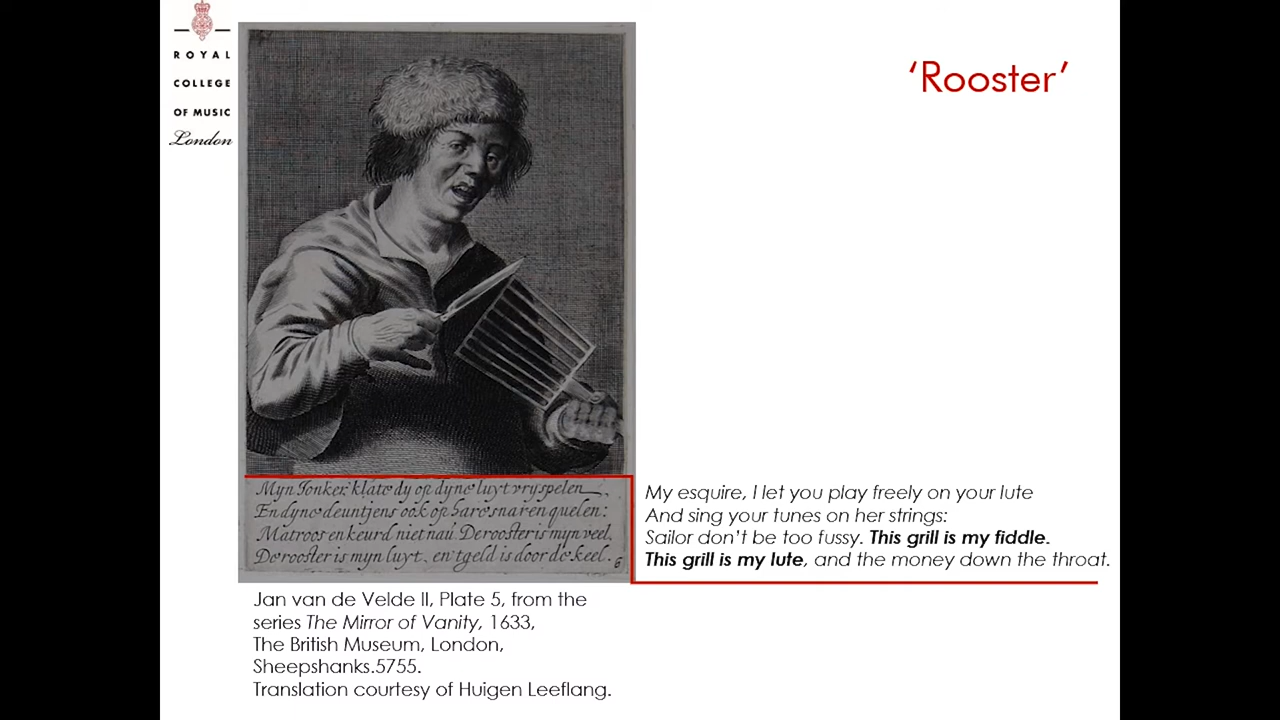 ROYAL
COLLEGE
OF MUSIC
London
‘Rooster’
Myn Jonker, klate dy op dyne luyt vry spelen,
En dyne deuntjens ook op hare snaren quelen:
Matroos en keurd niet nau. De rooster is myn veel,
De rooster is myn luyt, en 't geld is door de keel.
6
My esquire, I let you play freely on your lute
And sing your tunes on her strings:
Sailor don't be too fussy. This grill is my fiddle.
This grill is my lute, and the money down the throat.
Jan van de Velde II, Plate 5, from the
series The Mirror of Vanity, 1633,
The British Museum, London,
Sheepshanks.5755.
Translation courtesy of Huigen Leeflang.